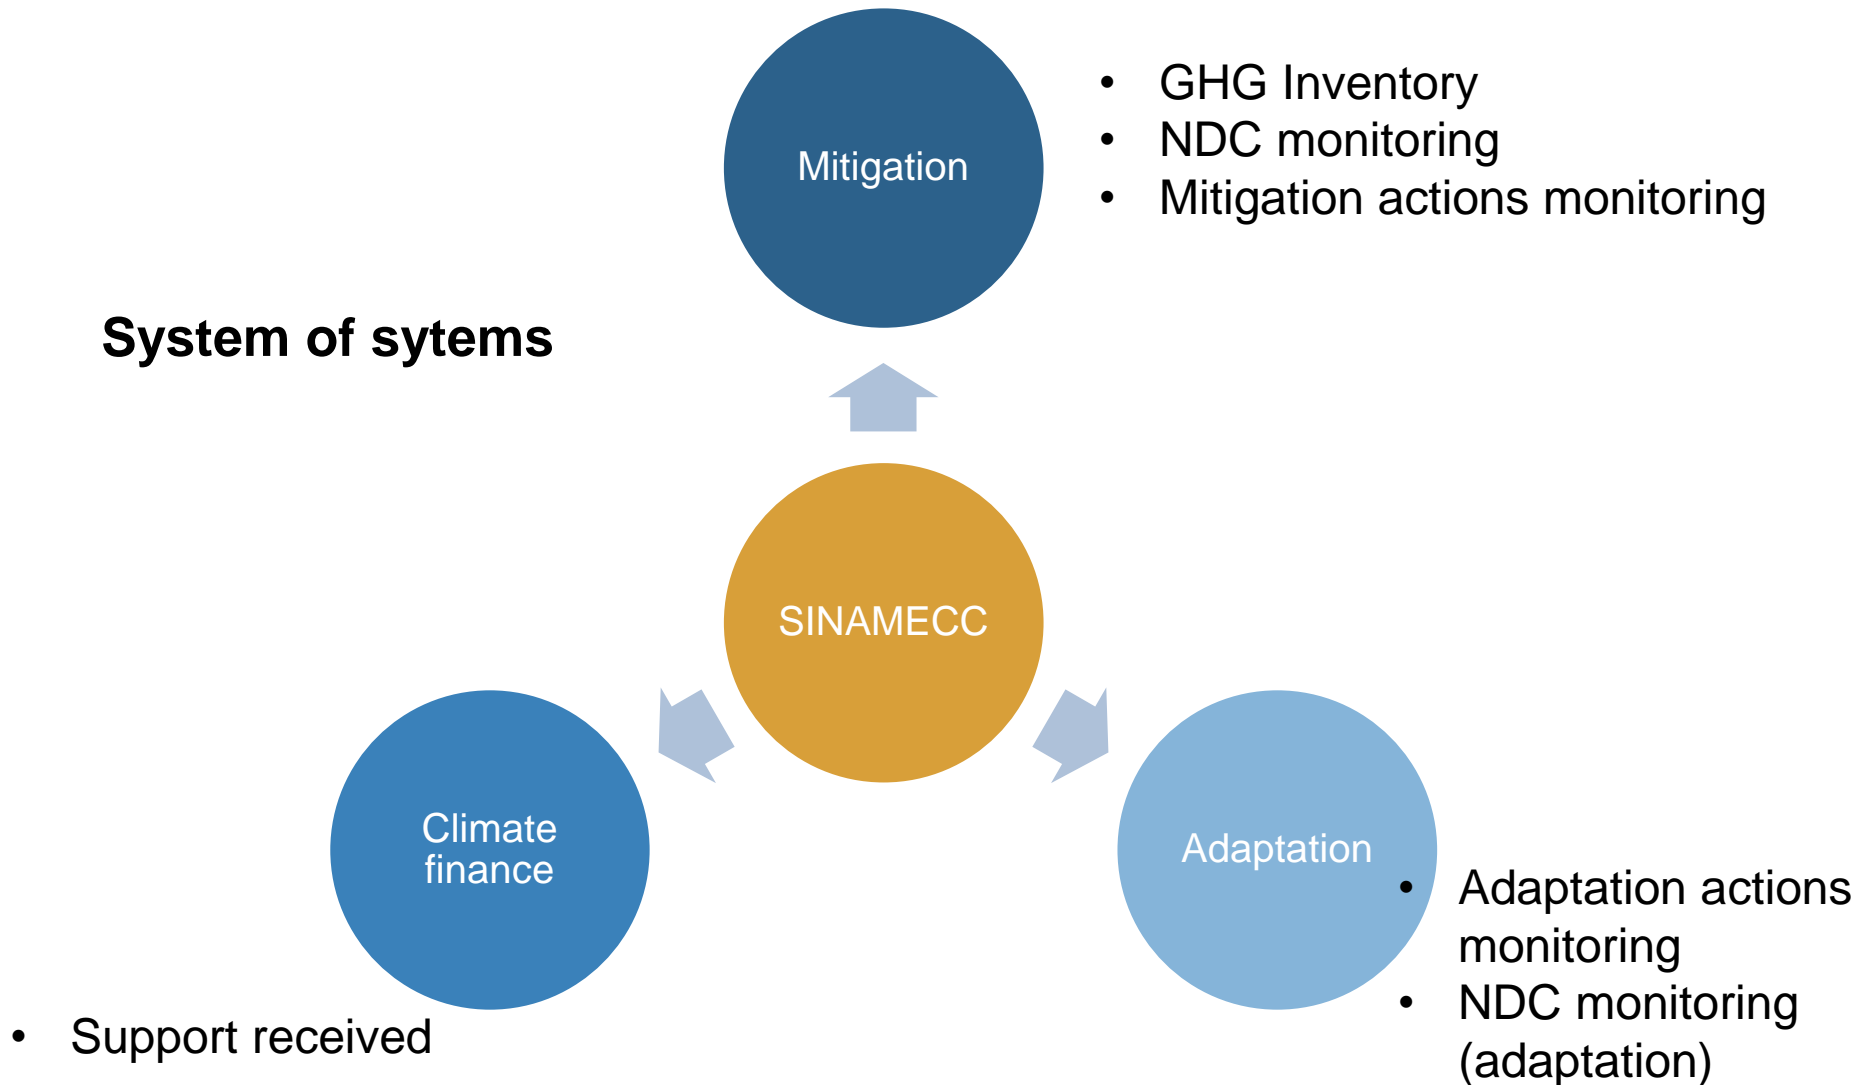 Mitigation
• GHG Inventory
• NDC monitoring
• Mitigation actions monitoring
System of sytems
SINAMECC
Climate
finance
• Support received
Adaptation
• Adaptation actions
monitoring
• NDC monitoring
(adaptation)